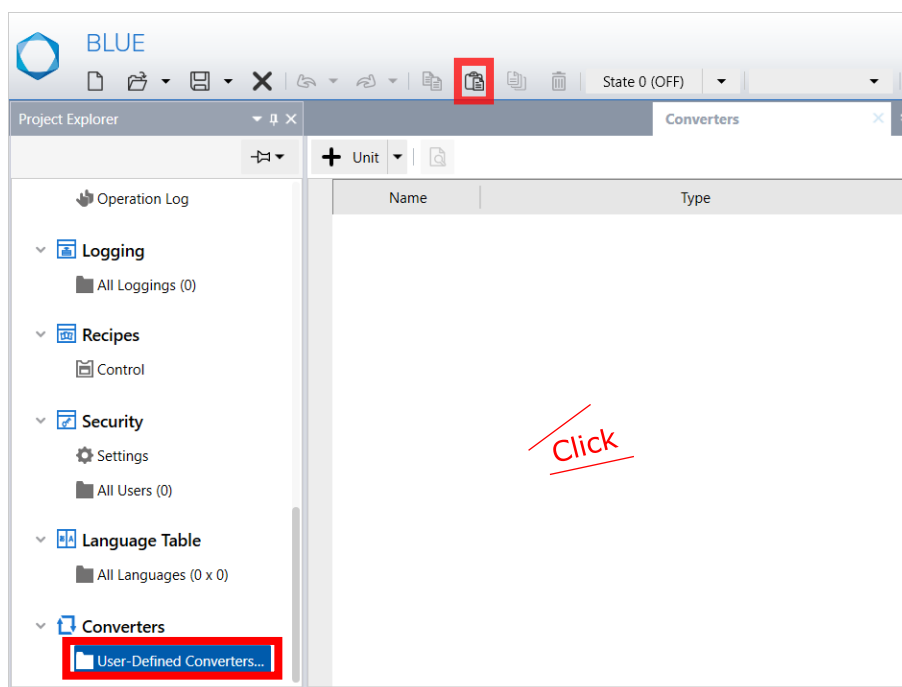 BLUE
State 0 (OFF)
Project Explorer
Converters
Unit
Name
Type
Operation Log
Logging
All Loggings (0)
Recipes
Control
Click
Security
Settings
All Users (0)
Language Table
All Languages (0 x 0)
Converters
User-Defined Converters...